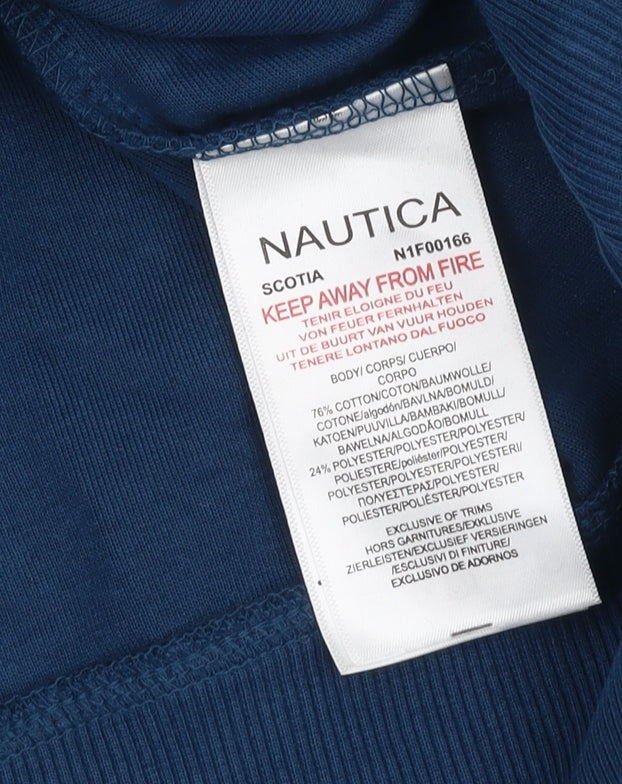 NAUTICA
SCOTIA N1F00166
KEEP AWAY FROM FIRE
TENIR ELOIGNE DU FEU
VON FEUER FERNHALTEN
UIT DE BUURT VAN VUUR HOUDEN
TENERE LONTANO DAL FUOCO
BODY/ CORPS/ CUERPO/
CORPO
76% COTTON/COTON/BAUMWOLLE/
COTONE/algodón/BAVLNA/BOMULD/
KATOEN/PUUVILLA/BAMBAKI/BOMULL/
BAWELNA/ALGODÃO/BOMULL
24% POLYESTER/POLYESTER/POLYESTER/
POLIESTERE/poliéster/POLYESTER/
POLYESTER/POLYESTER/POLYESTERI/
ΠΟΛΥΕΣΤΕΡΑΣ/POLYESTER/
POLIESTER/POLIÉSTER/POLYESTER
EXCLUSIVE OF TRIMS
HORS GARNITURES/EXKLUSIVE
ZIERLEISTEN/EXCLUSIEF VERSIERINGEN
/ESCLUSIVI DI FINITURE/
EXCLUSIVO DE ADORNOS